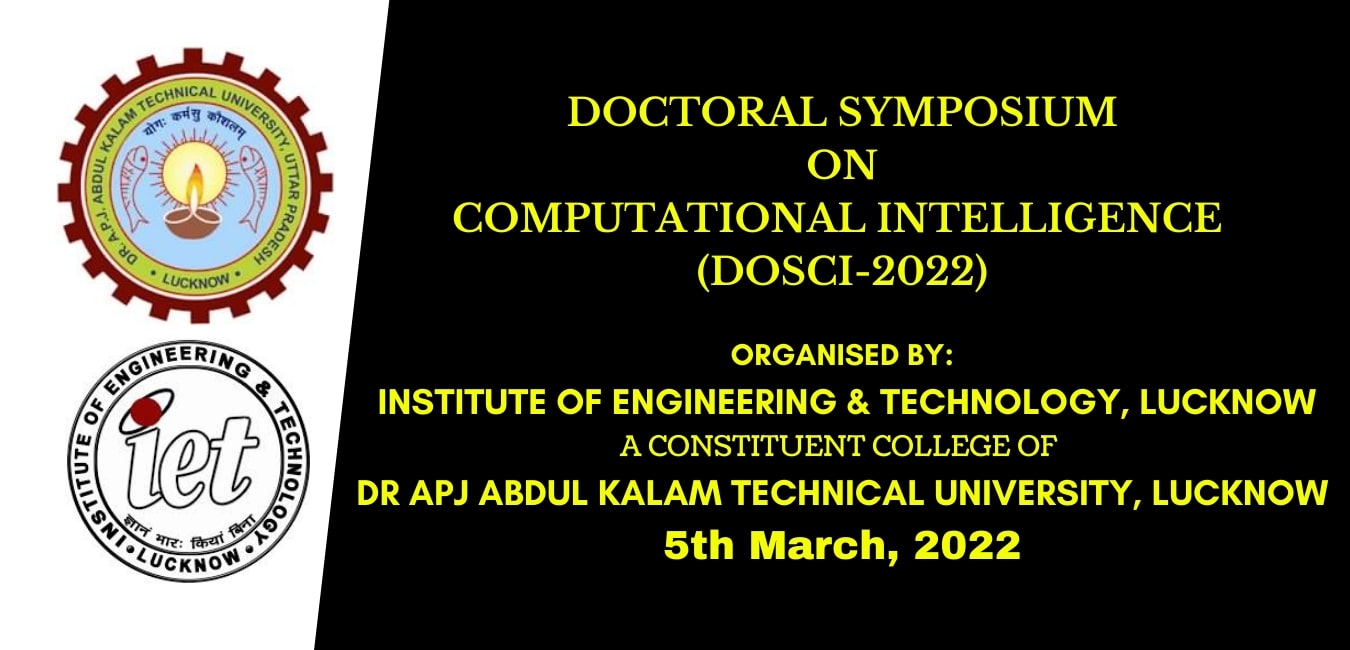 DR. A.P.J. ABDUL KALAM TECHNICAL UNIVERSITY, UTTAR PRADESH
योगः कर्मसु कौशलम्
• LUCKNOW •
INSTITUTE OF ENGINEERING & TECHNOLOGY
iet
ज्ञानं भारः कियां बिना
• LUCKNOW •
DOCTORAL SYMPOSIUM
ON
COMPUTATIONAL INTELLIGENCE
(DOSCI-2022)
ORGANISED BY:
INSTITUTE OF ENGINEERING & TECHNOLOGY, LUCKNOW
A CONSTITUENT COLLEGE OF
DR APJ ABDUL KALAM TECHNICAL UNIVERSITY, LUCKNOW
5th March, 2022